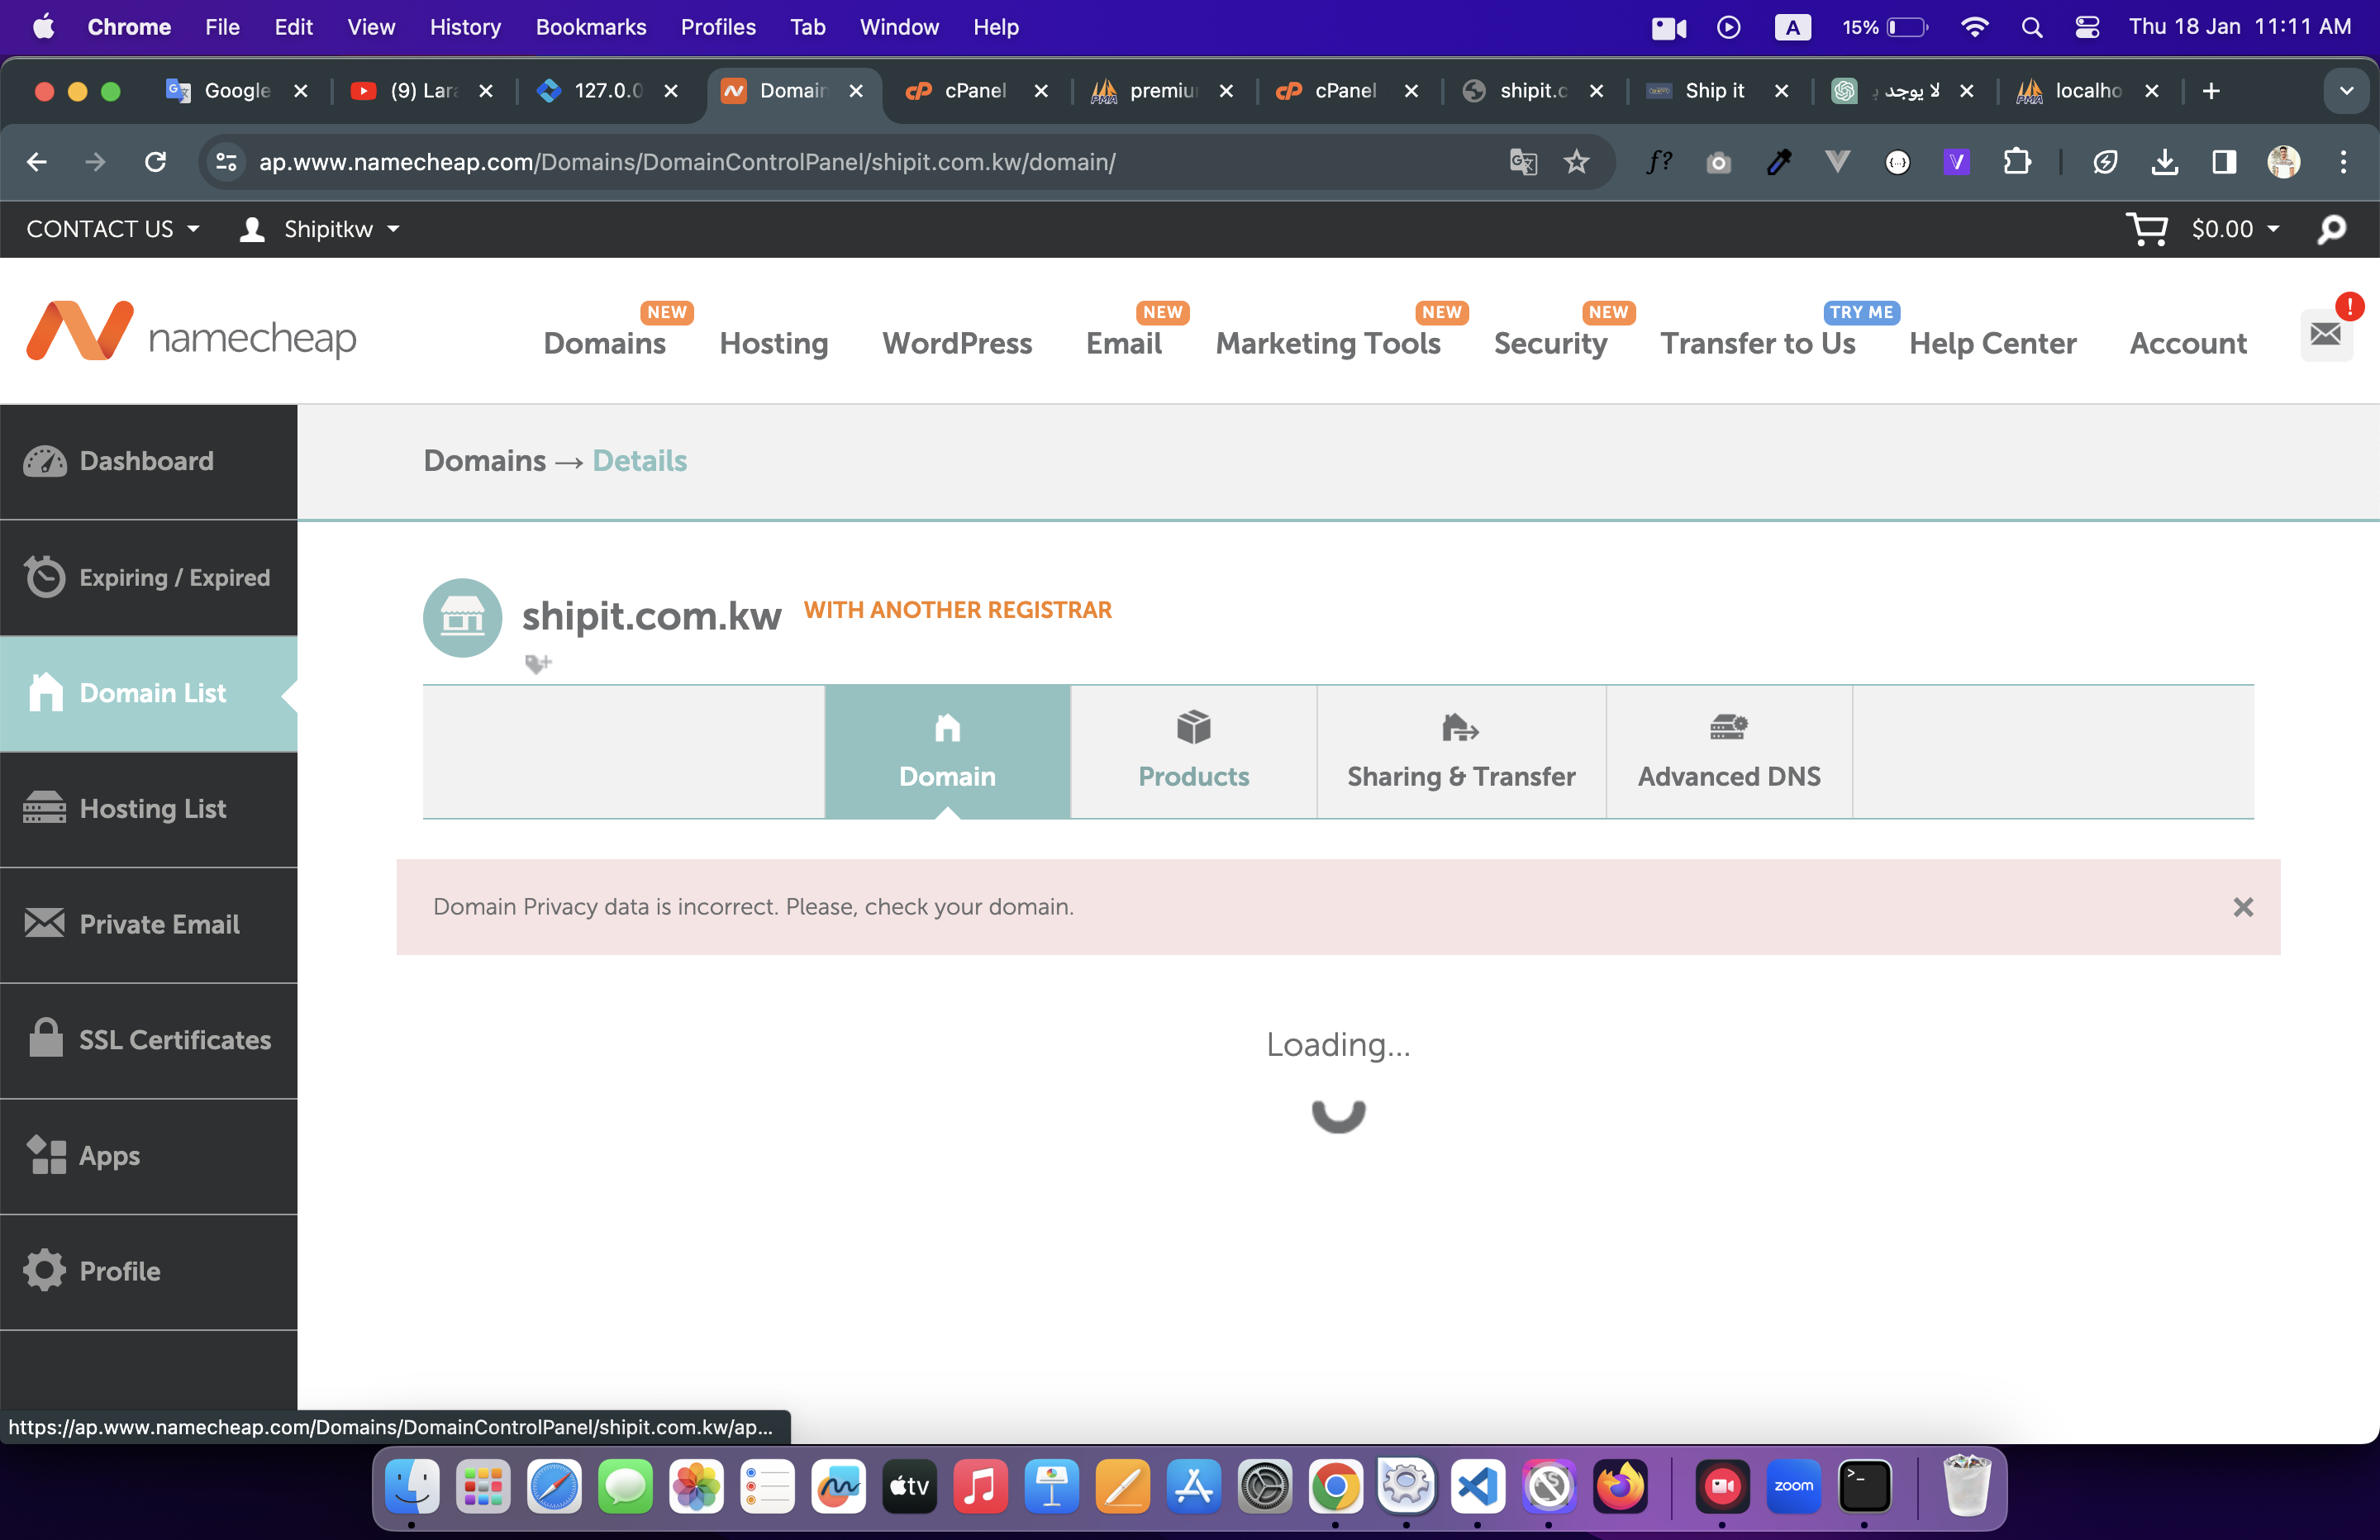 Chrome File Edit View History Bookmarks Profiles Tab Window Help A 15% Thu 18 Jan 11:11 AM
Google (9) Lar 127.0.0 Domain cPanel premiu cPanel shipit.c Ship it لا يوجد localho
ap.www.namecheap.com/Domains/DomainControlPanel/shipit.com.kw/domain/
CONTACT US Shipitkw $0.00
NEW NEW NEW NEW TRY ME !
namecheap Domains Hosting WordPress Email Marketing Tools Security Transfer to Us Help Center Account
Dashboard
Domains → Details
Expiring / Expired
shipit.com.kw WITH ANOTHER REGISTRAR
Domain List
Domain Products Sharing & Transfer Advanced DNS
Hosting List
Domain Privacy data is incorrect. Please, check your domain.
Private Email
SSL Certificates
Loading...
Apps
Profile
https://ap.www.namecheap.com/Domains/DomainControlPanel/shipit.com.kw/ap...
tv zoom